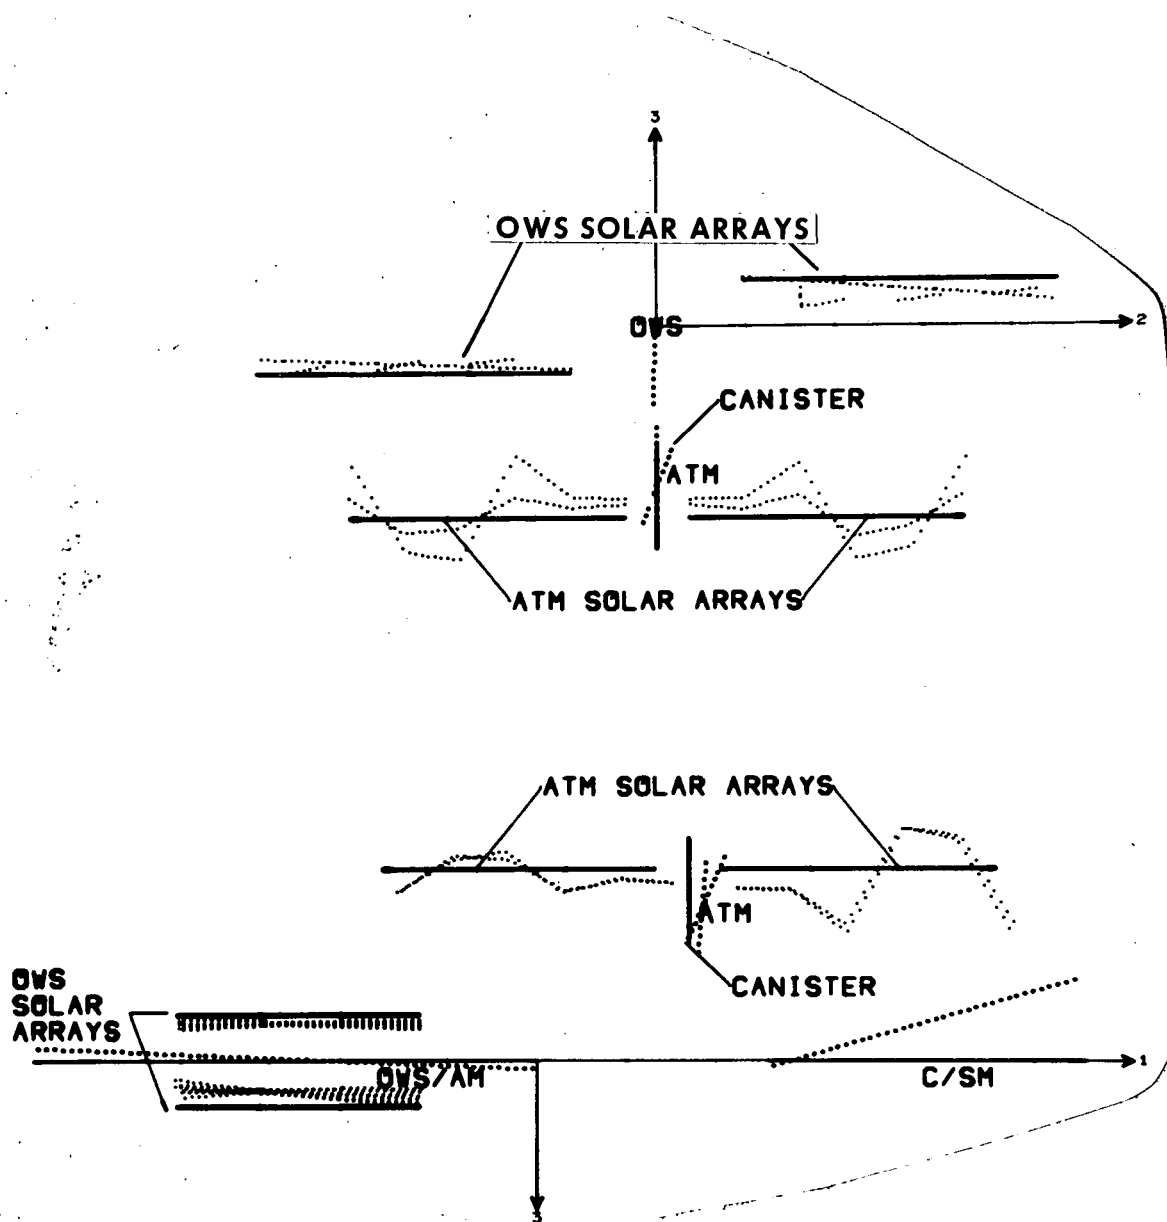 3
OWS SOLAR ARRAYS
OWS
2
CANISTER
ATM
ATM SOLAR ARRAYS
ATM SOLAR ARRAYS
ATM
CANISTER
OWS
SOLAR
ARRAYS
OWS/AM
C/SM
1
3